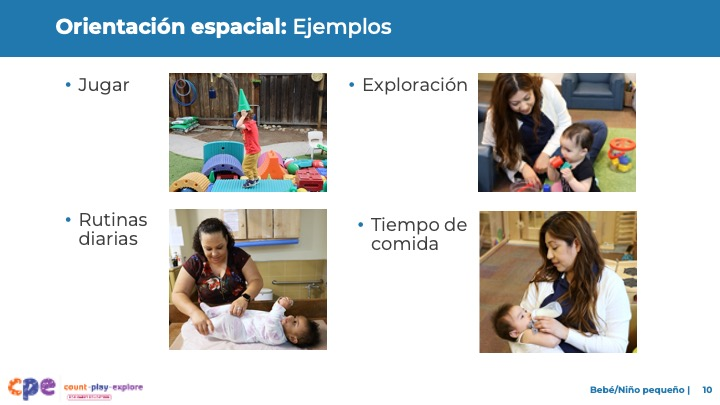 Orientación espacial: Ejemplos
• Jugar
• Exploración
• Rutinas
diarias
• Tiempo de
comida
cpe count-play-explore
Bebé/Niño pequeño | 10